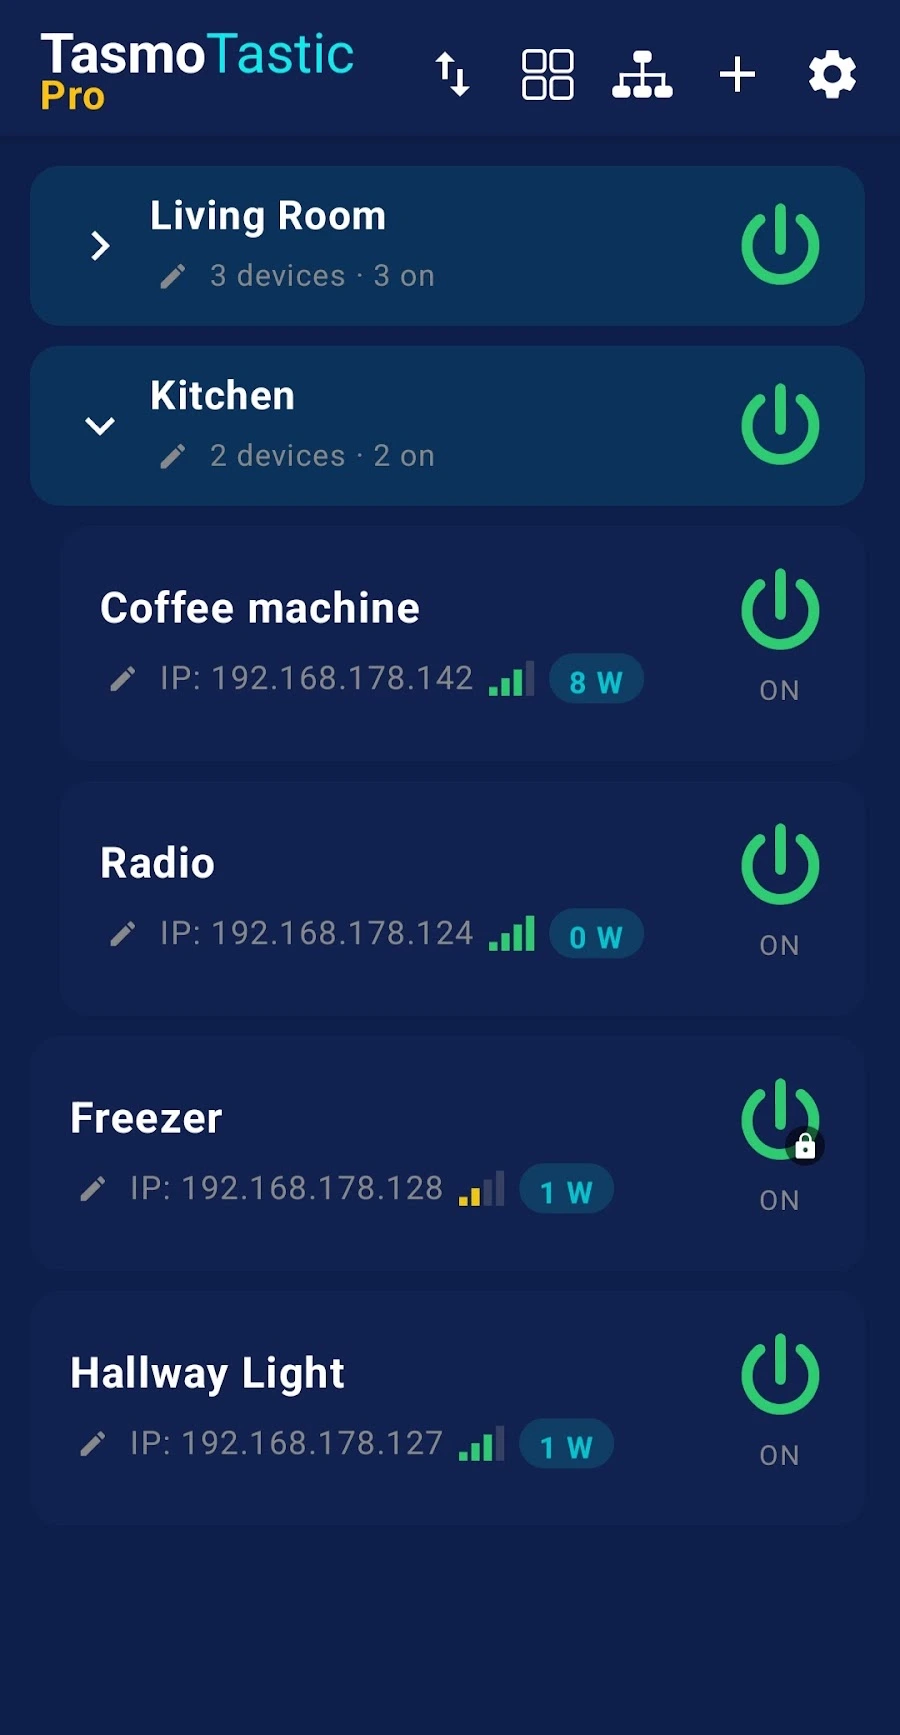 TasmoTastic
Pro
Living Room
3 devices · 3 on
Kitchen
2 devices · 2 on
Coffee machine
IP: 192.168.178.142 8 W
ON
Radio
IP: 192.168.178.124 0 W
ON
Freezer
IP: 192.168.178.128 1 W
ON
Hallway Light
IP: 192.168.178.127 1 W
ON